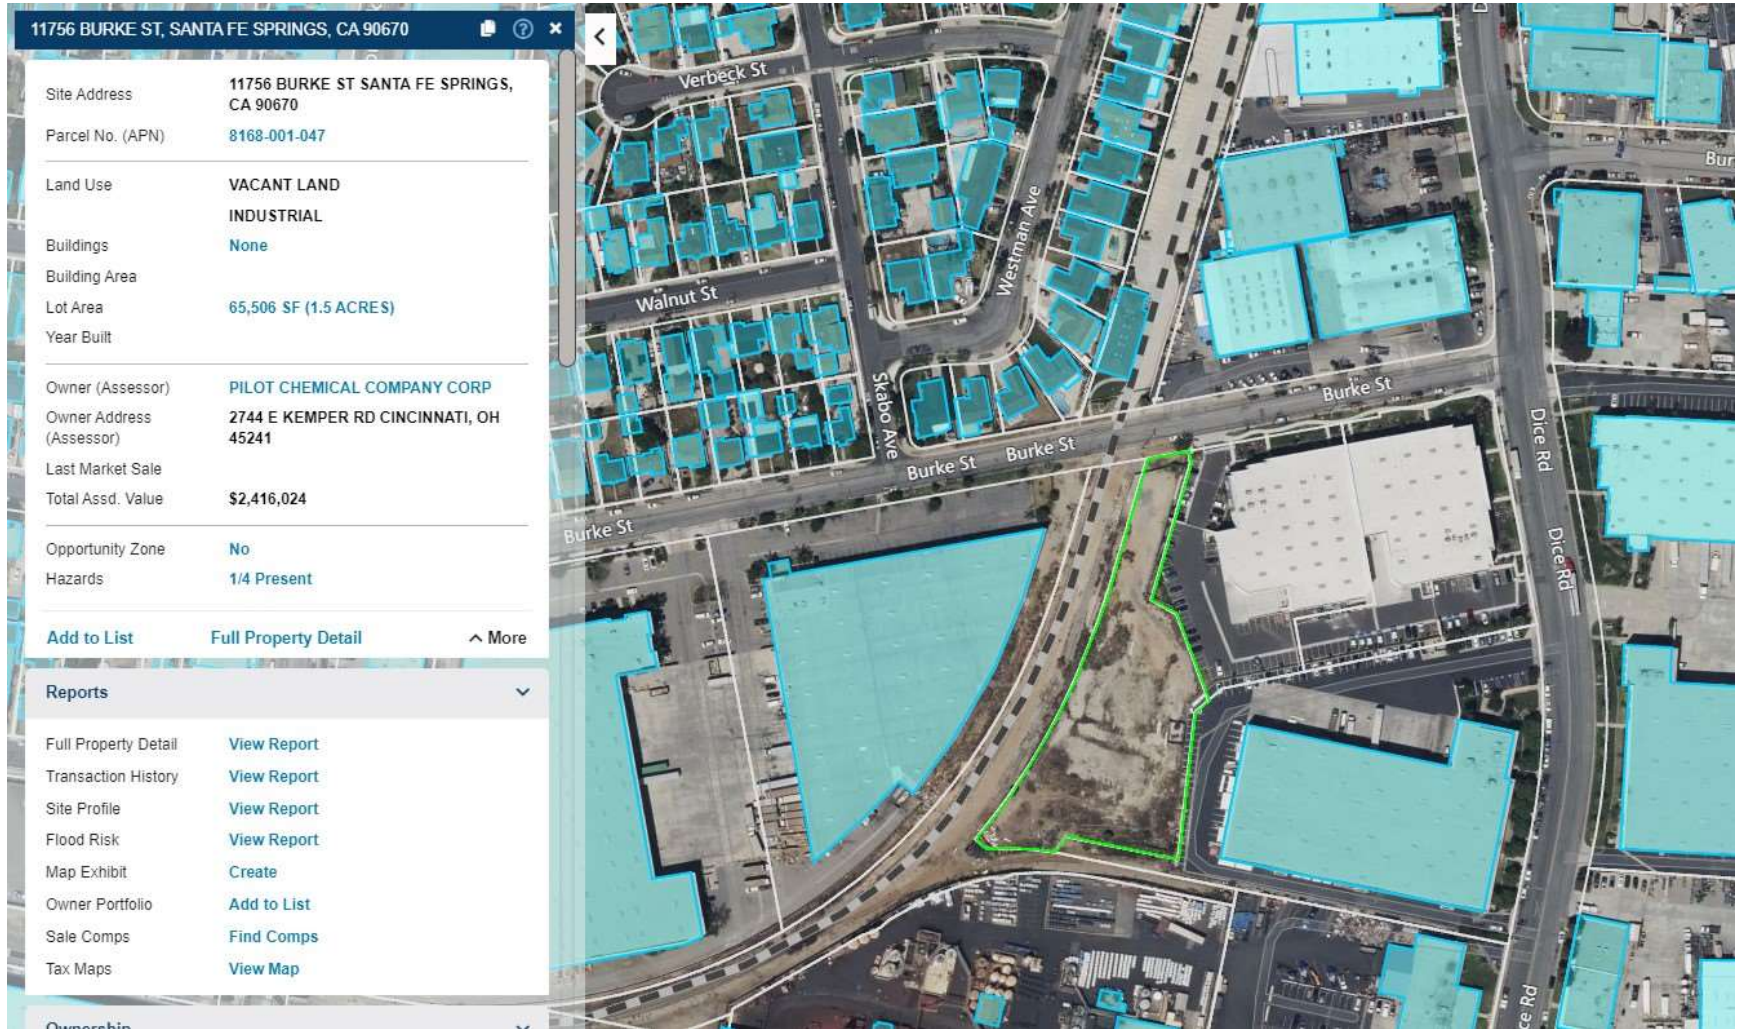 11756 BURKE ST, SANTA FE SPRINGS, CA 90670
Site Address
11756 BURKE ST SANTA FE SPRINGS,
CA 90670
Parcel No. (APN)
8168-001-047
Land Use
VACANT LAND
INDUSTRIAL
Buildings
None
Building Area
Lot Area
65,506 SF (1.5 ACRES)
Year Built
Owner (Assessor)
PILOT CHEMICAL COMPANY CORP
Owner Address
(Assessor)
2744 E KEMPER RD CINCINNATI, OH
45241
Last Market Sale
Total Assd. Value
$2,416,024
Opportunity Zone
No
Hazards
1/4 Present
Add to List
Full Property Detail
More
Reports
Full Property Detail
View Report
Transaction History
View Report
Site Profile
View Report
Flood Risk
View Report
Map Exhibit
Create
Owner Portfolio
Add to List
Sale Comps
Find Comps
Tax Maps
View Map
Ownership
Verbeck St
Westman Ave
Walnut St
Skabo Ave
Burke St
Burke St
Burke St
Burke St
Bur
D
Dice Rd
Dice Rd
ce Rd